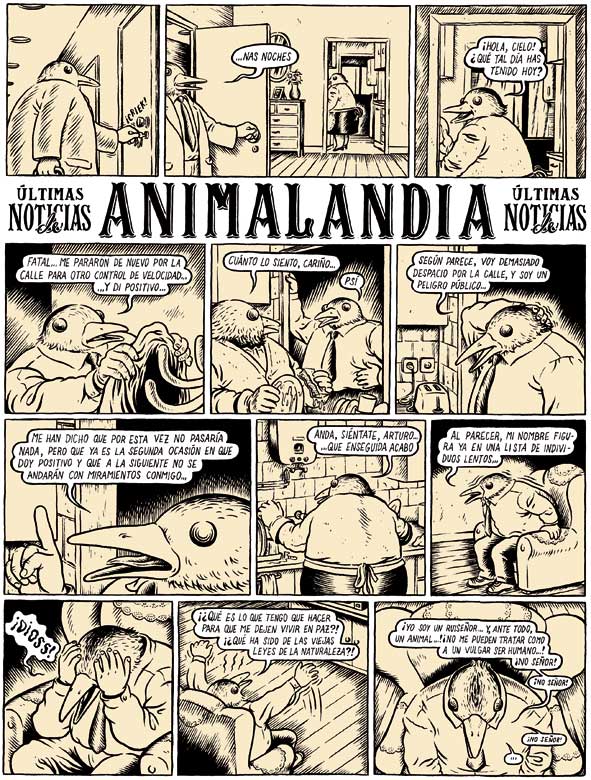 ¡CRICK!
...NAS NOCHES
¡HOLA, CIELO!
¿QUÉ TAL DÍA HAS
TENIDO HOY?
ÚLTIMAS
NOTICIAS
de
ANIMALANDIA
ÚLTIMAS
NOTICIAS
de
FATAL... ME PARARON DE NUEVO POR LA
CALLE PARA OTRO CONTROL DE VELOCIDAD...
...Y DI POSITIVO...
CUÁNTO LO SIENTO, CARIÑO...
PSÍ
SEGÚN PARECE, VOY DEMASIADO
DESPACIO POR LA CALLE, Y SOY UN
PELIGRO PÚBLICO...
ME HAN DICHO QUE POR ESTA VEZ NO PASARÍA
NADA, PERO QUE YA ES LA SEGUNDA OCASIÓN EN QUE
DOY POSITIVO Y QUE A LA SIGUIENTE NO SE
ANDARÁN CON MIRAMIENTOS CONMIGO...
ANDA, SIÉNTATE, ARTURO...
...QUE ENSEGUIDA ACABO
AL PARECER, MI NOMBRE FIGU-
RA YA EN UNA LISTA DE INDIVI-
DUOS LENTOS...
¡DIOSS!
¡¿QUÉ ES LO QUE TENGO QUE HACER
PARA QUE ME DEJEN VIVIR EN PAZ?!
¡¿QUÉ HA SIDO DE LAS VIEJAS
LEYES DE LA NATURALEZA?!
¡YO SOY UN RUISEÑOR... Y, ANTE TODO,
UN ANIMAL...! ¡NO ME PUEDEN TRATAR COMO
A UN VULGAR SER HUMANO...!
¡NO SEÑOR!
¡NO SEÑOR!
¡NO SEÑOR!
...